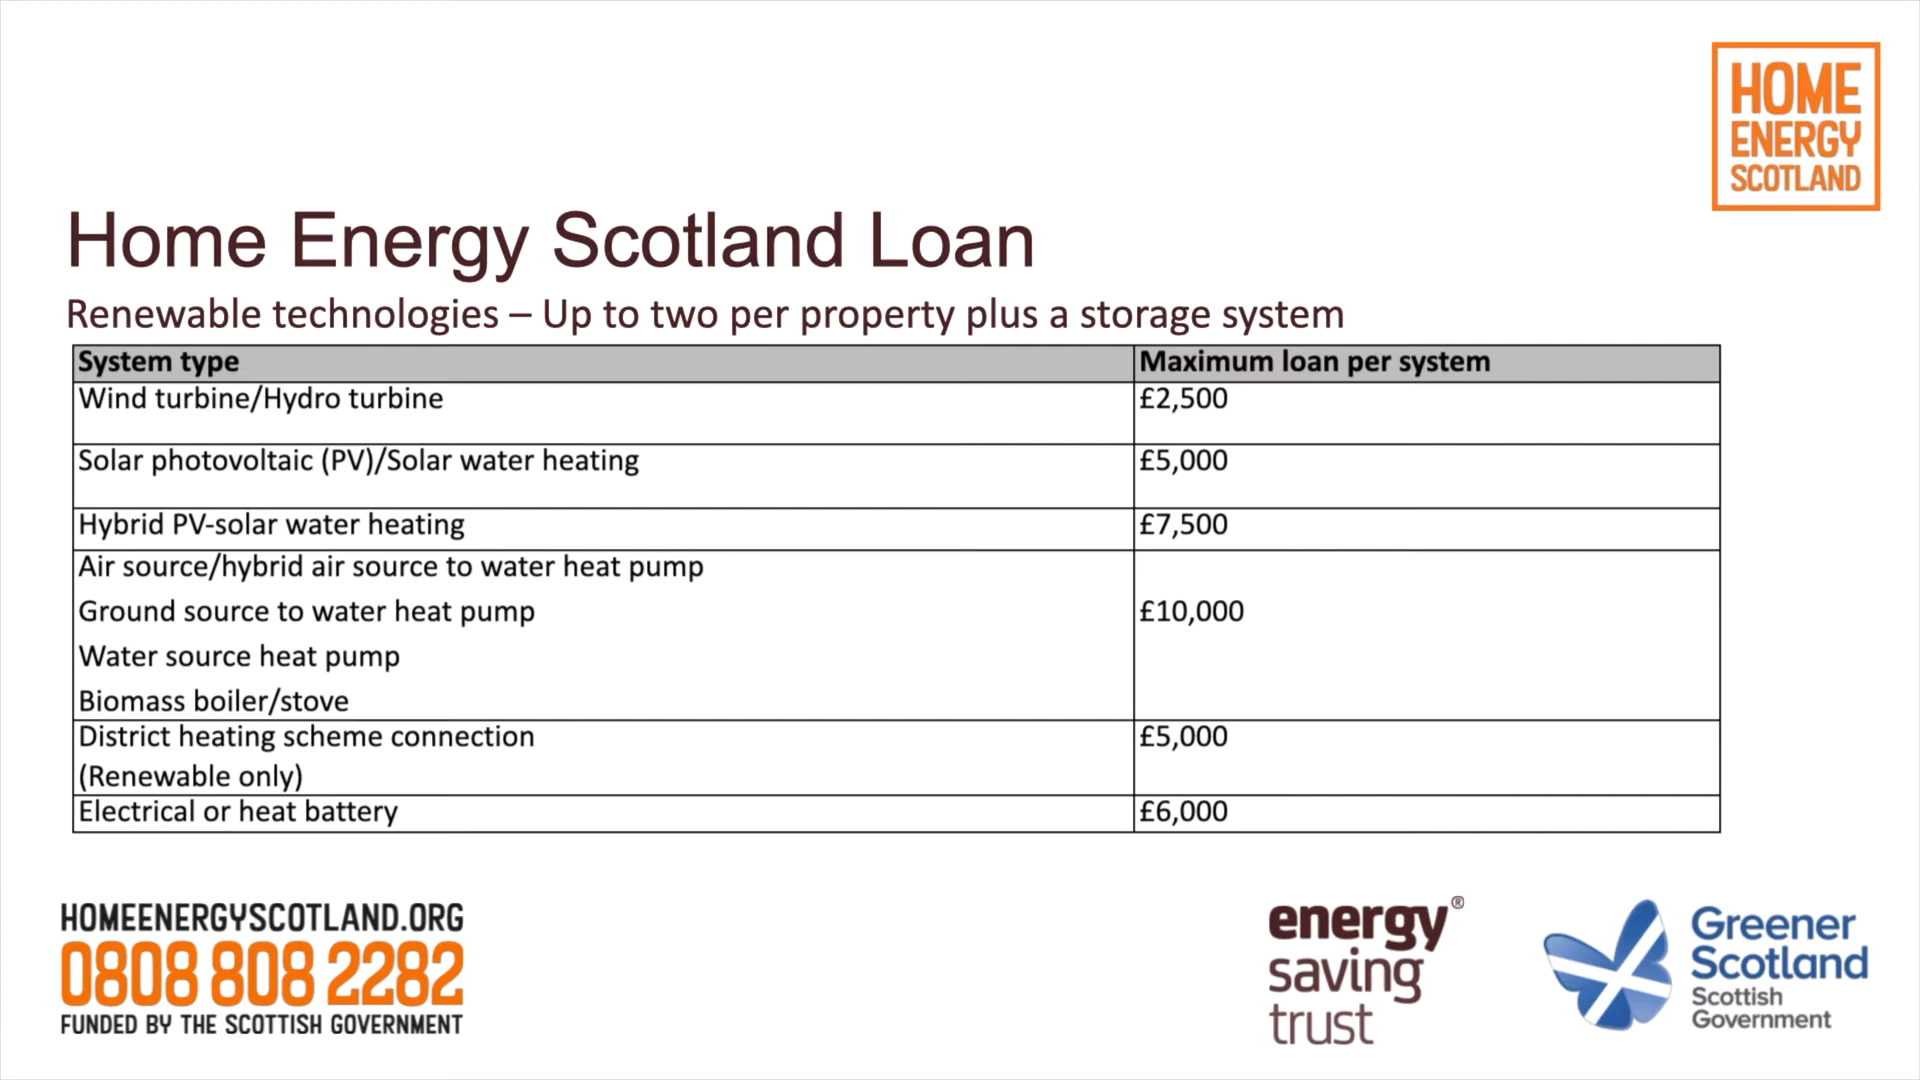 HOME
ENERGY
SCOTLAND
Home Energy Scotland Loan
Renewable technologies – Up to two per property plus a storage system
System type Maximum loan per system
Wind turbine/Hydro turbine £2,500
Solar photovoltaic (PV)/Solar water heating £5,000
Hybrid PV-solar water heating £7,500
Air source/hybrid air source to water heat pump
Ground source to water heat pump £10,000
Water source heat pump
Biomass boiler/stove
District heating scheme connection £5,000
(Renewable only)
Electrical or heat battery £6,000
HOMEENERGYSCOTLAND.ORG
0808 808 2282
FUNDED BY THE SCOTTISH GOVERNMENT
energy®
saving
trust
Greener
Scotland
Scottish
Government